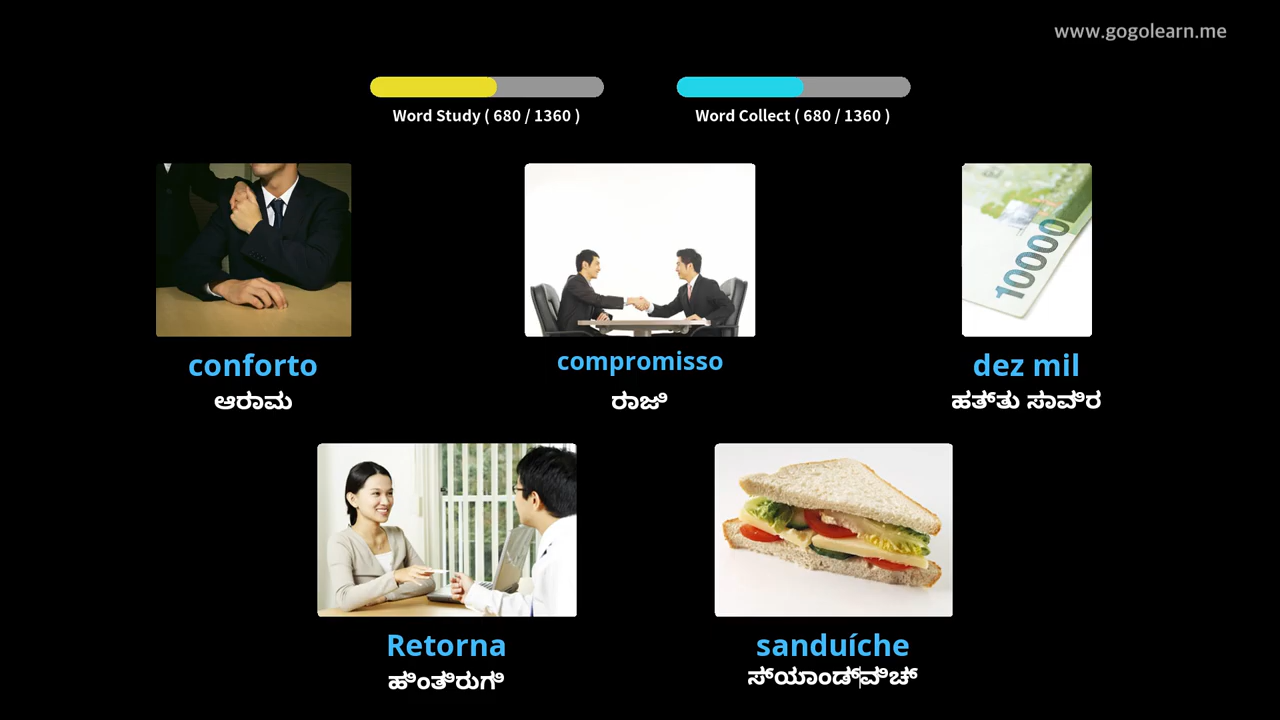 www.gogolearn.me
Word Study ( 680 / 1360 )
Word Collect ( 680 / 1360 )
10000
conforto
ಆರಾಮ
compromisso
ರಾಜಿ
dez mil
ಹತ್ತು ಸಾವಿರ
Retorna
ಹಿಂತಿರುಗಿ
sanduíche
ಸ್ಯಾಂಡ್‌ವಿಚ್